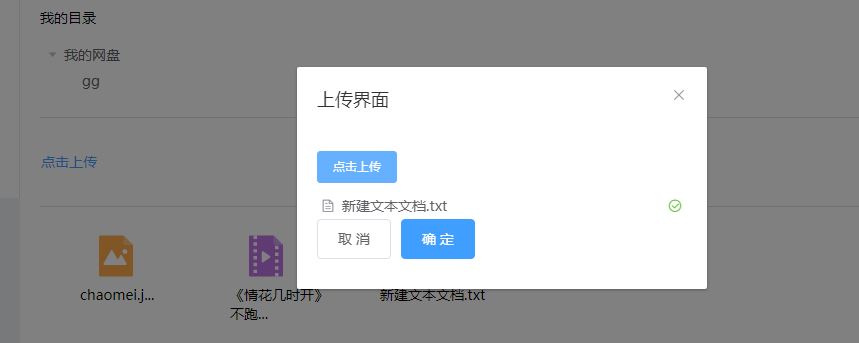 我的目录
我的网盘
gg
点击上传
上传界面
点击上传
新建文本文档.txt
取 消
确 定
chaomei.j...
《情花几时开》
不跑...
新建文本文档.txt